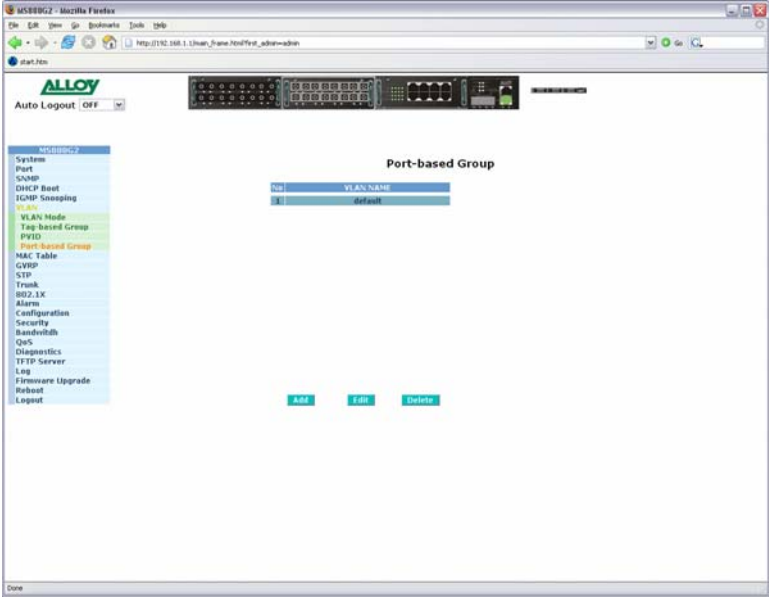 MS880G2 - Mozilla Firefox
File Edit View Go Bookmarks Tools Help
http://192.168.1.1/main_frame.html?first_admin=admin
Go
start.htm
ALLOY
Auto Logout OFF
MS880G2
System
Port
SNMP
DHCP Boot
IGMP Snooping
VLAN
VLAN Mode
Tag-based Group
PVID
Port-based Group
MAC Table
GVRP
STP
Trunk
802.1X
Alarm
Configuration
Security
Bandwitdh
QoS
Diagnostics
TFTP Server
Log
Firmware Upgrade
Reboot
Logout
Port-based Group
No VLAN NAME
1 default
Add Edit Delete
Done